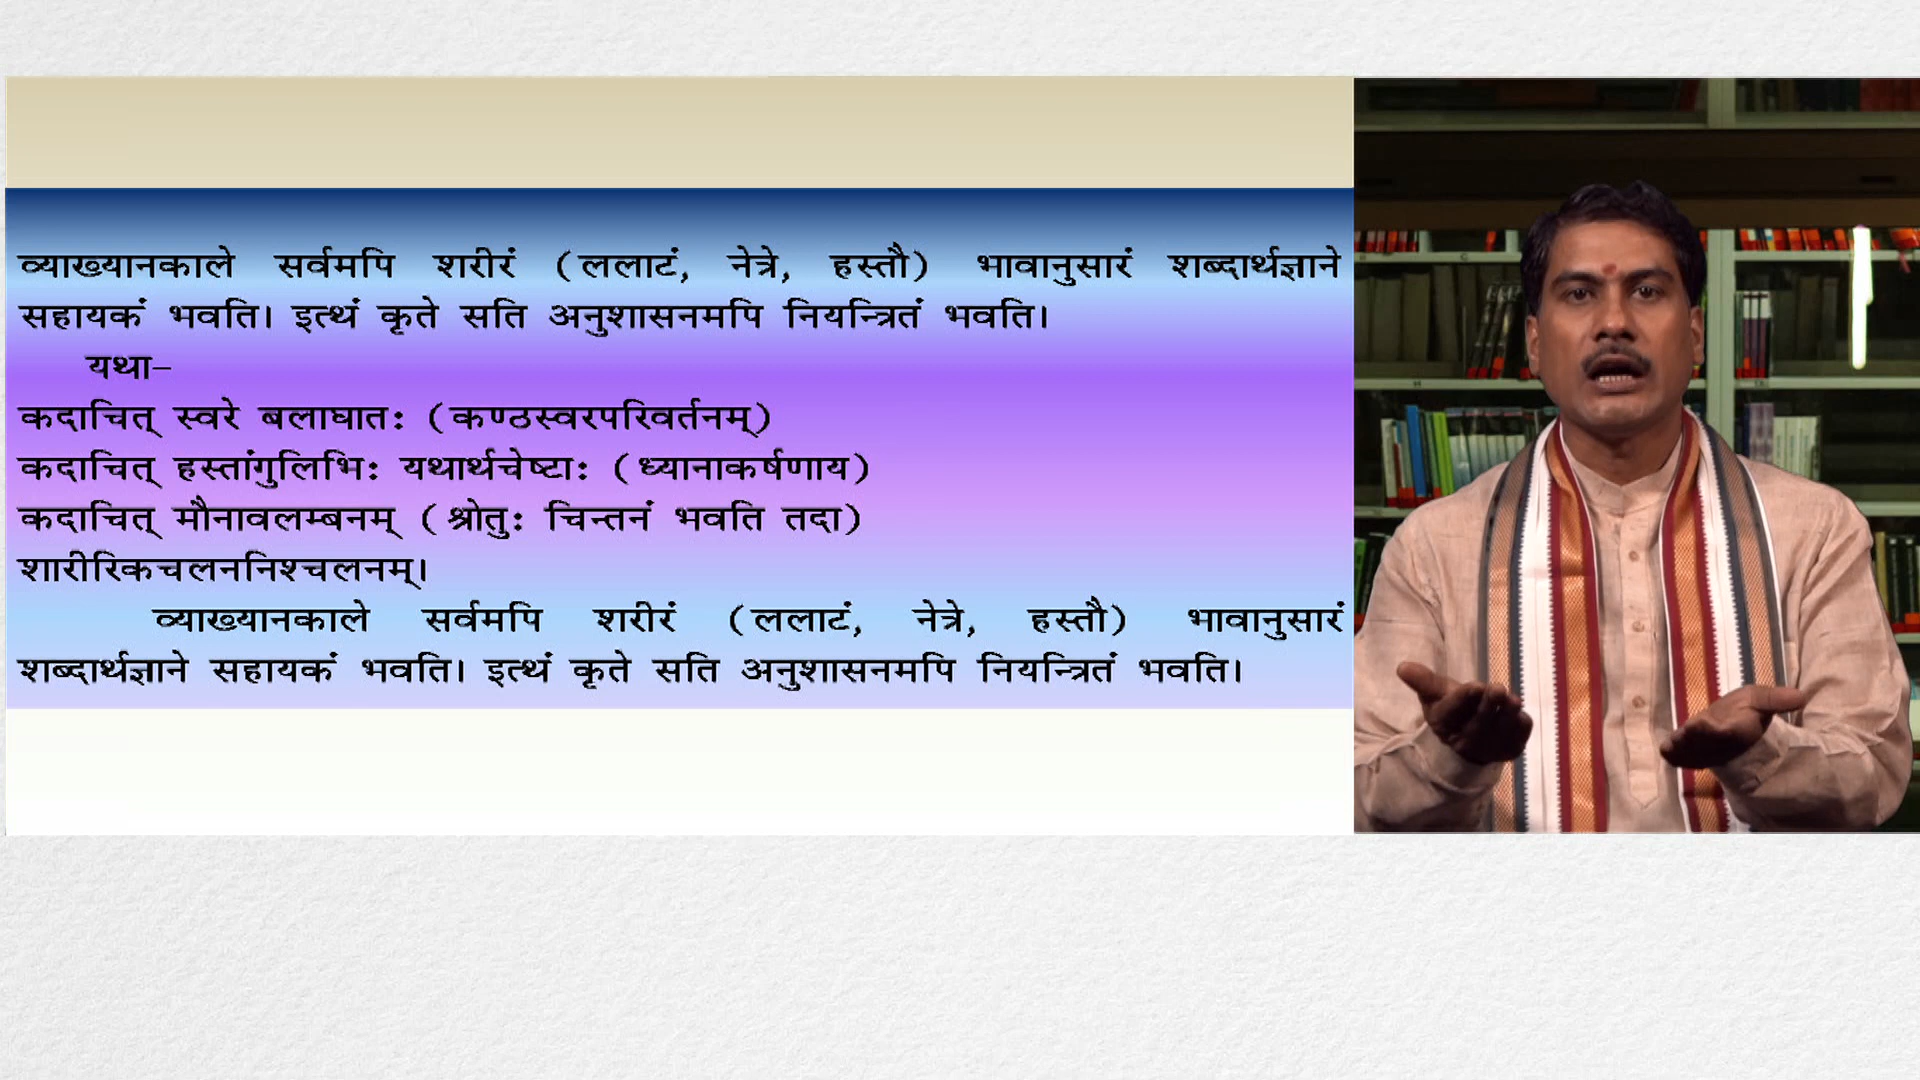 व्याख्यानकाले सर्वमपि शरीरं (ललाटं, नेत्रे, हस्तौ) भावानुसारं शब्दार्थज्ञाने
सहायकं भवति। इत्थं कृते सति अनुशासनमपि नियन्त्रितं भवति।
यथा–
कदाचित् स्वरे बलाघातः (कण्ठस्वरपरिवर्तनम्)
कदाचित् हस्तांगुलिभिः यथार्थचेष्टाः (ध्यानाकर्षणाय)
कदाचित् मौनावलम्बनम् (श्रोतुः चिन्तनं भवति तदा)
शारीरिकचलननिश्चलनम्।
व्याख्यानकाले सर्वमपि शरीरं (ललाटं, नेत्रे, हस्तौ) भावानुसारं
शब्दार्थज्ञाने सहायकं भवति। इत्थं कृते सति अनुशासनमपि नियन्त्रितं भवति।